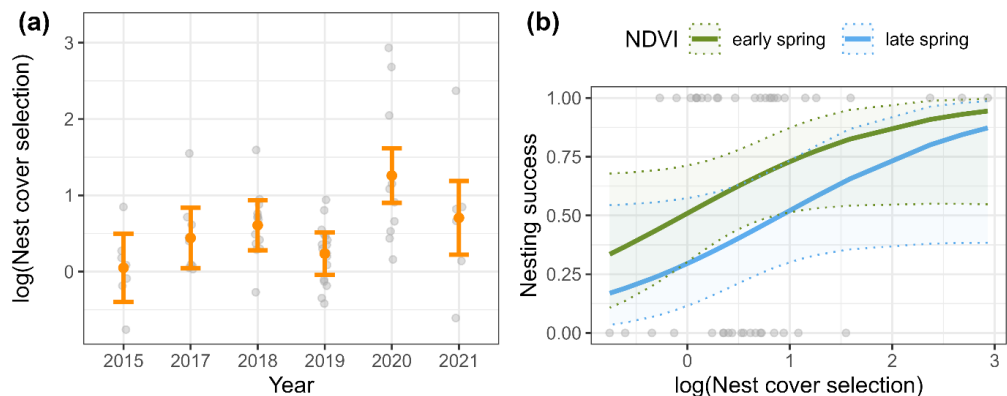 (a)
log(Nest cover selection)
3
2
1
0
2015 2017 2018 2019 2020 2021
Year
(b)
NDVI early spring late spring
Nesting success
1.00
0.75
0.50
0.25
0.00
0 1 2 3
log(Nest cover selection)